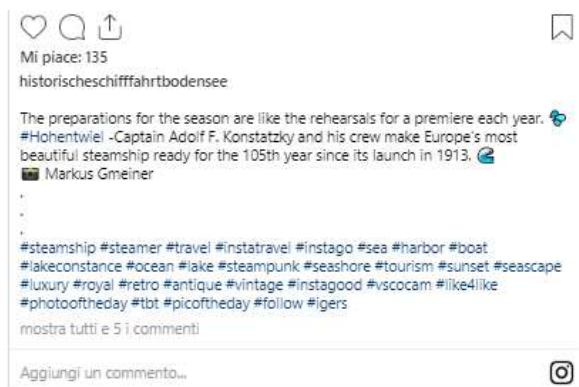 Mi piace: 135
historischeschifffahrtbodensee
The preparations for the season are like the rehearsals for a premiere each year.
#Hohentwiel -Captain Adolf F. Konstatzky and his crew make Europe's most
beautiful steamship ready for the 105th year since its launch in 1913.
Markus Gmeiner
.
.
.
#steamship #steamer #travel #instatravel #instago #sea #harbor #boat
#lakeconstance #ocean #lake #steampunk #seashore #tourism #sunset #seascape
#luxury #royal #retro #antique #vintage #instagood #vscocam #like4like
#photooftheday #tbt #picoftheday #follow #igers
mostra tutti e 5 i commenti
Aggiungi un commento...